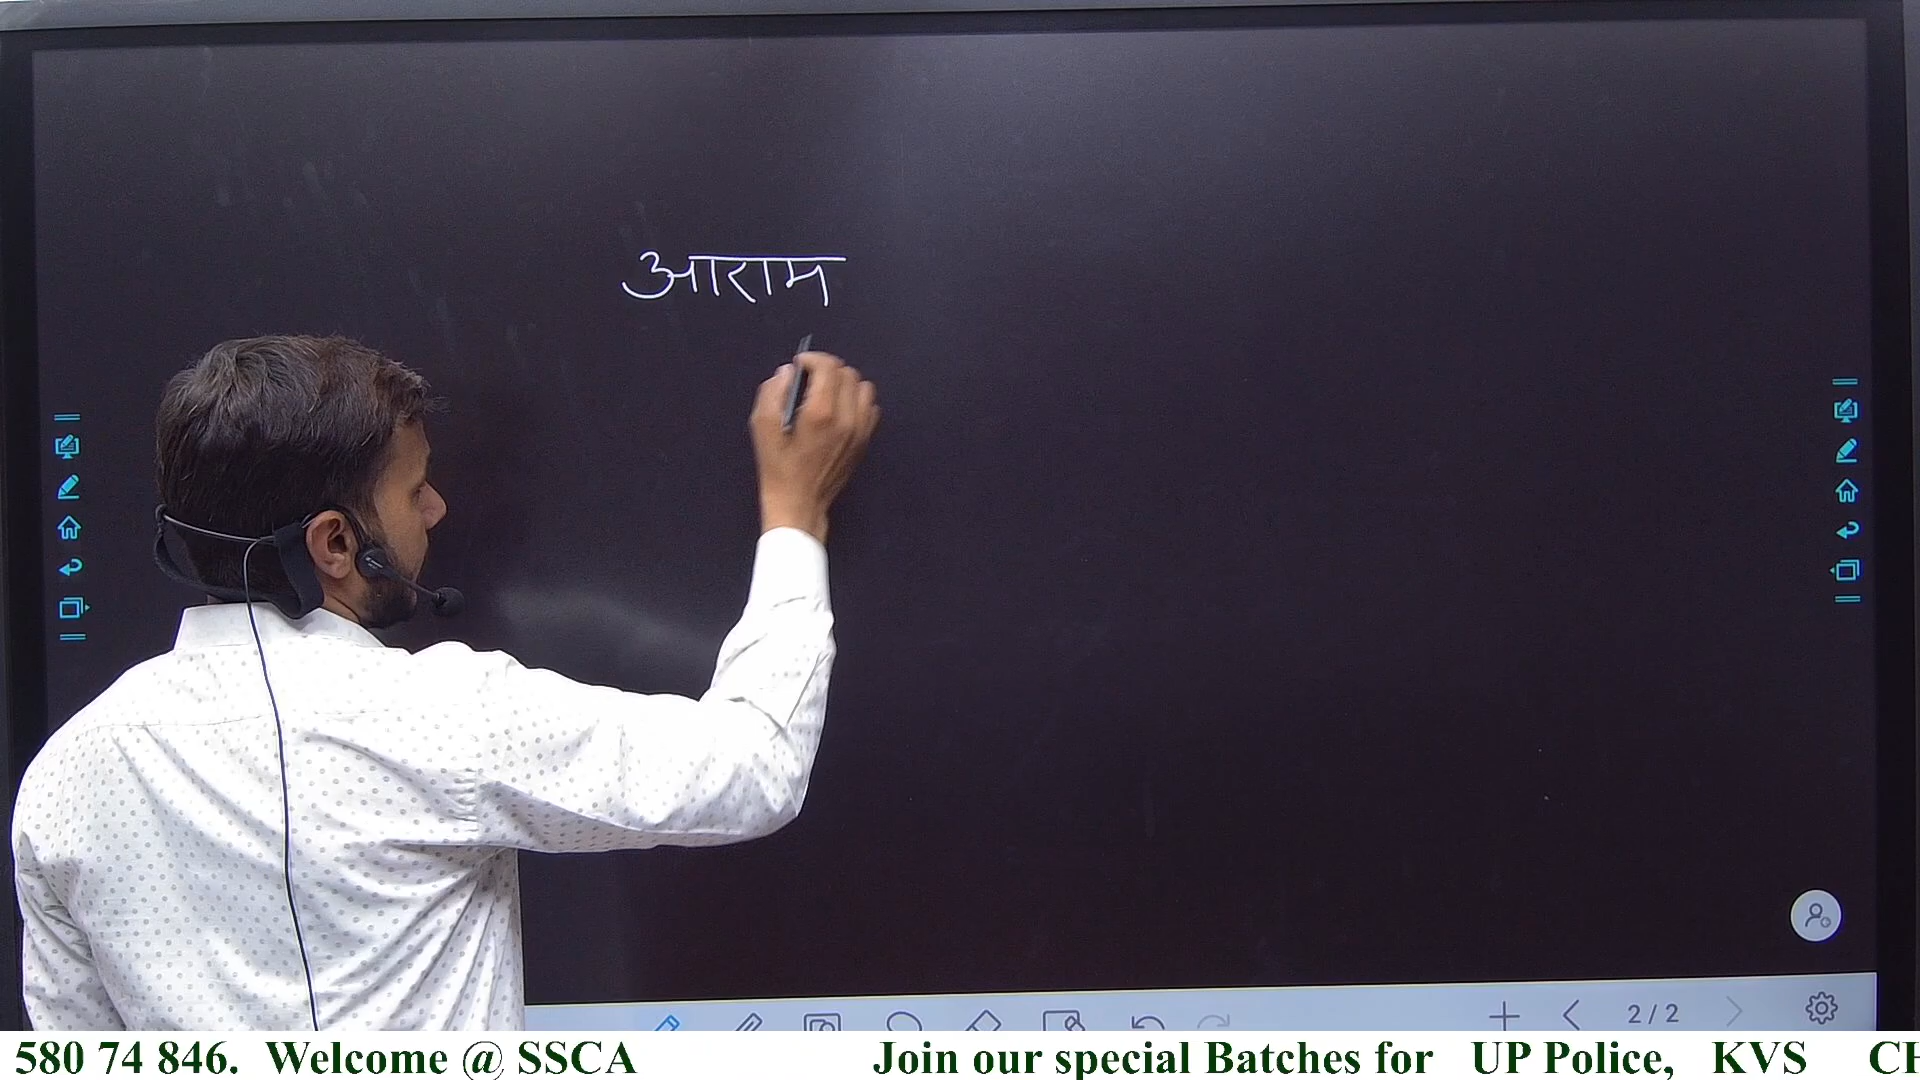 आराम
2/2
580 74 846. Welcome @ SSCA Join our special Batches for UP Police, KVS